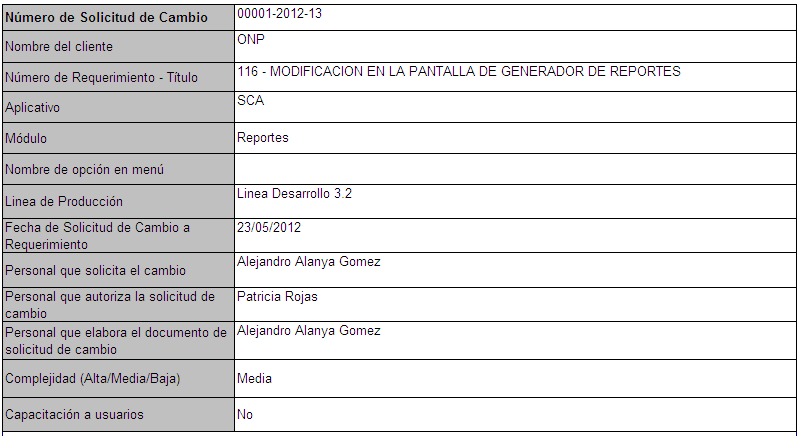 Número de Solicitud de Cambio 00001-2012-13
Nombre del cliente ONP
Número de Requerimiento - Título 116 - MODIFICACION EN LA PANTALLA DE GENERADOR DE REPORTES
Aplicativo SCA
Módulo Reportes
Nombre de opción en menú
Linea de Producción Linea Desarrollo 3.2
Fecha de Solicitud de Cambio a 23/05/2012
Requerimiento
Personal que solicita el cambio Alejandro Alanya Gomez
Personal que autoriza la solicitud de Patricia Rojas
cambio
Personal que elabora el documento de Alejandro Alanya Gomez
solicitud de cambio
Complejidad (Alta/Media/Baja) Media
Capacitación a usuarios No